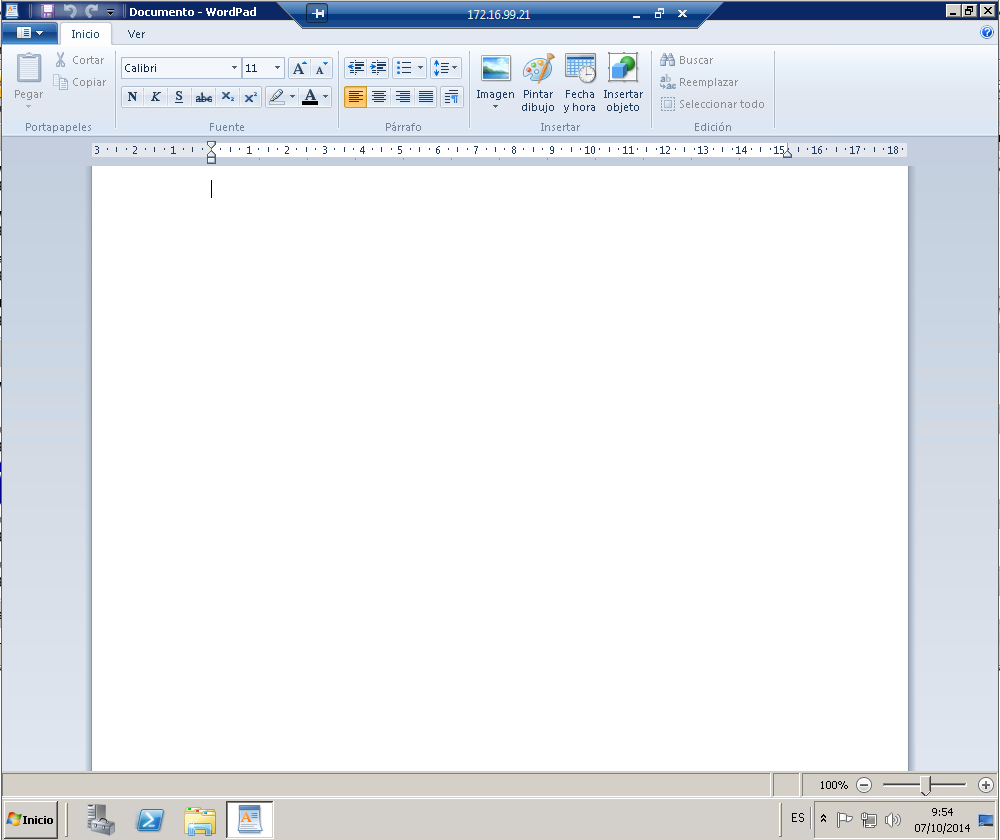 Documento - WordPad
172.16.99.21
Inicio Ver
Cortar
Copiar
Pegar
Portapapeles
Calibri 11
N K S abc X₂ X²
A
Fuente
Párrafo
Imagen
Pintar dibujo
Fecha y hora
Insertar objeto
Insertar
Buscar
Reemplazar
Seleccionar todo
Edición
3 2 1 1 2 3 4 5 6 7 8 9 10 11 12 13 14 15 16 17 18
100%
Inicio
ES
9:54
07/10/2014